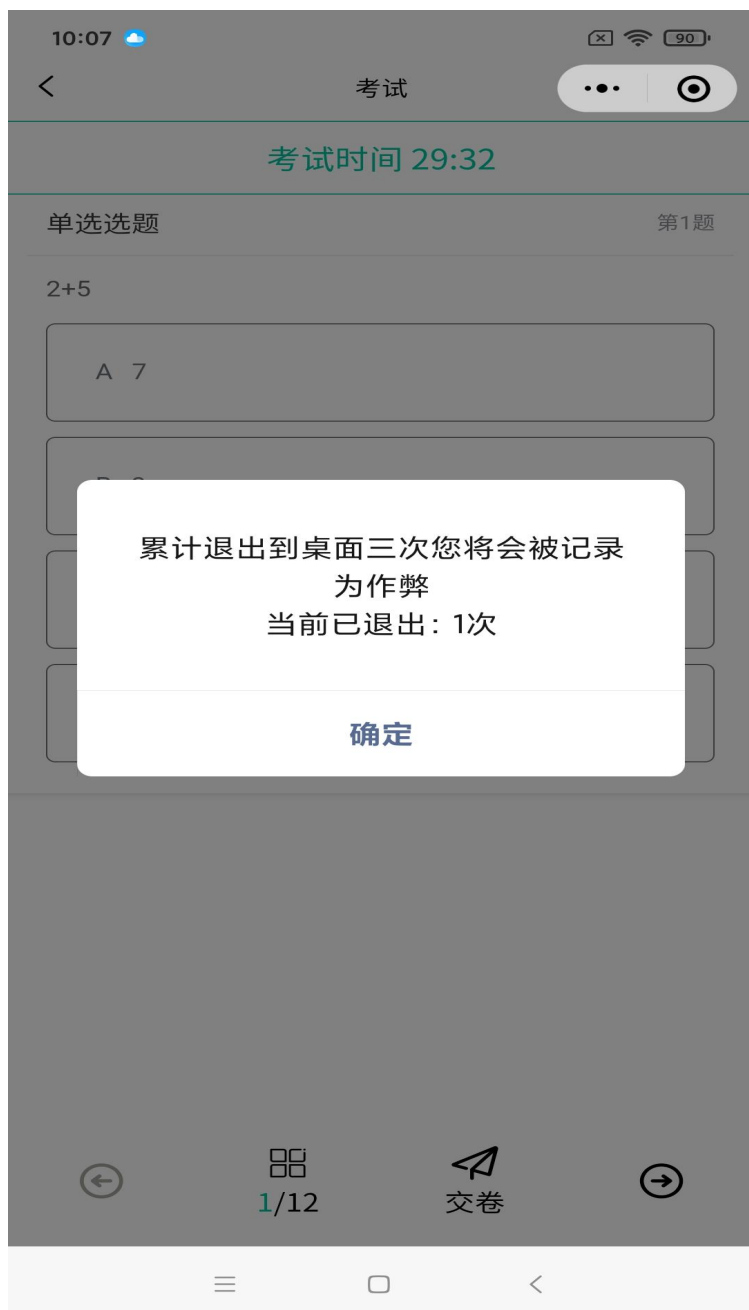 10:07
90
考试
考试时间 29:32
单选选题
第1题
2+5
A 7
累计退出到桌面三次您将会被记录
为作弊
当前已退出: 1次
确定
1/12
交卷